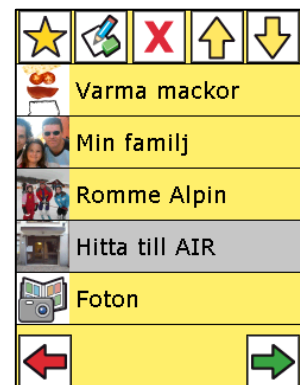 Varma mackor
Min familj
Romme Alpin
Hitta till AIR
Foton